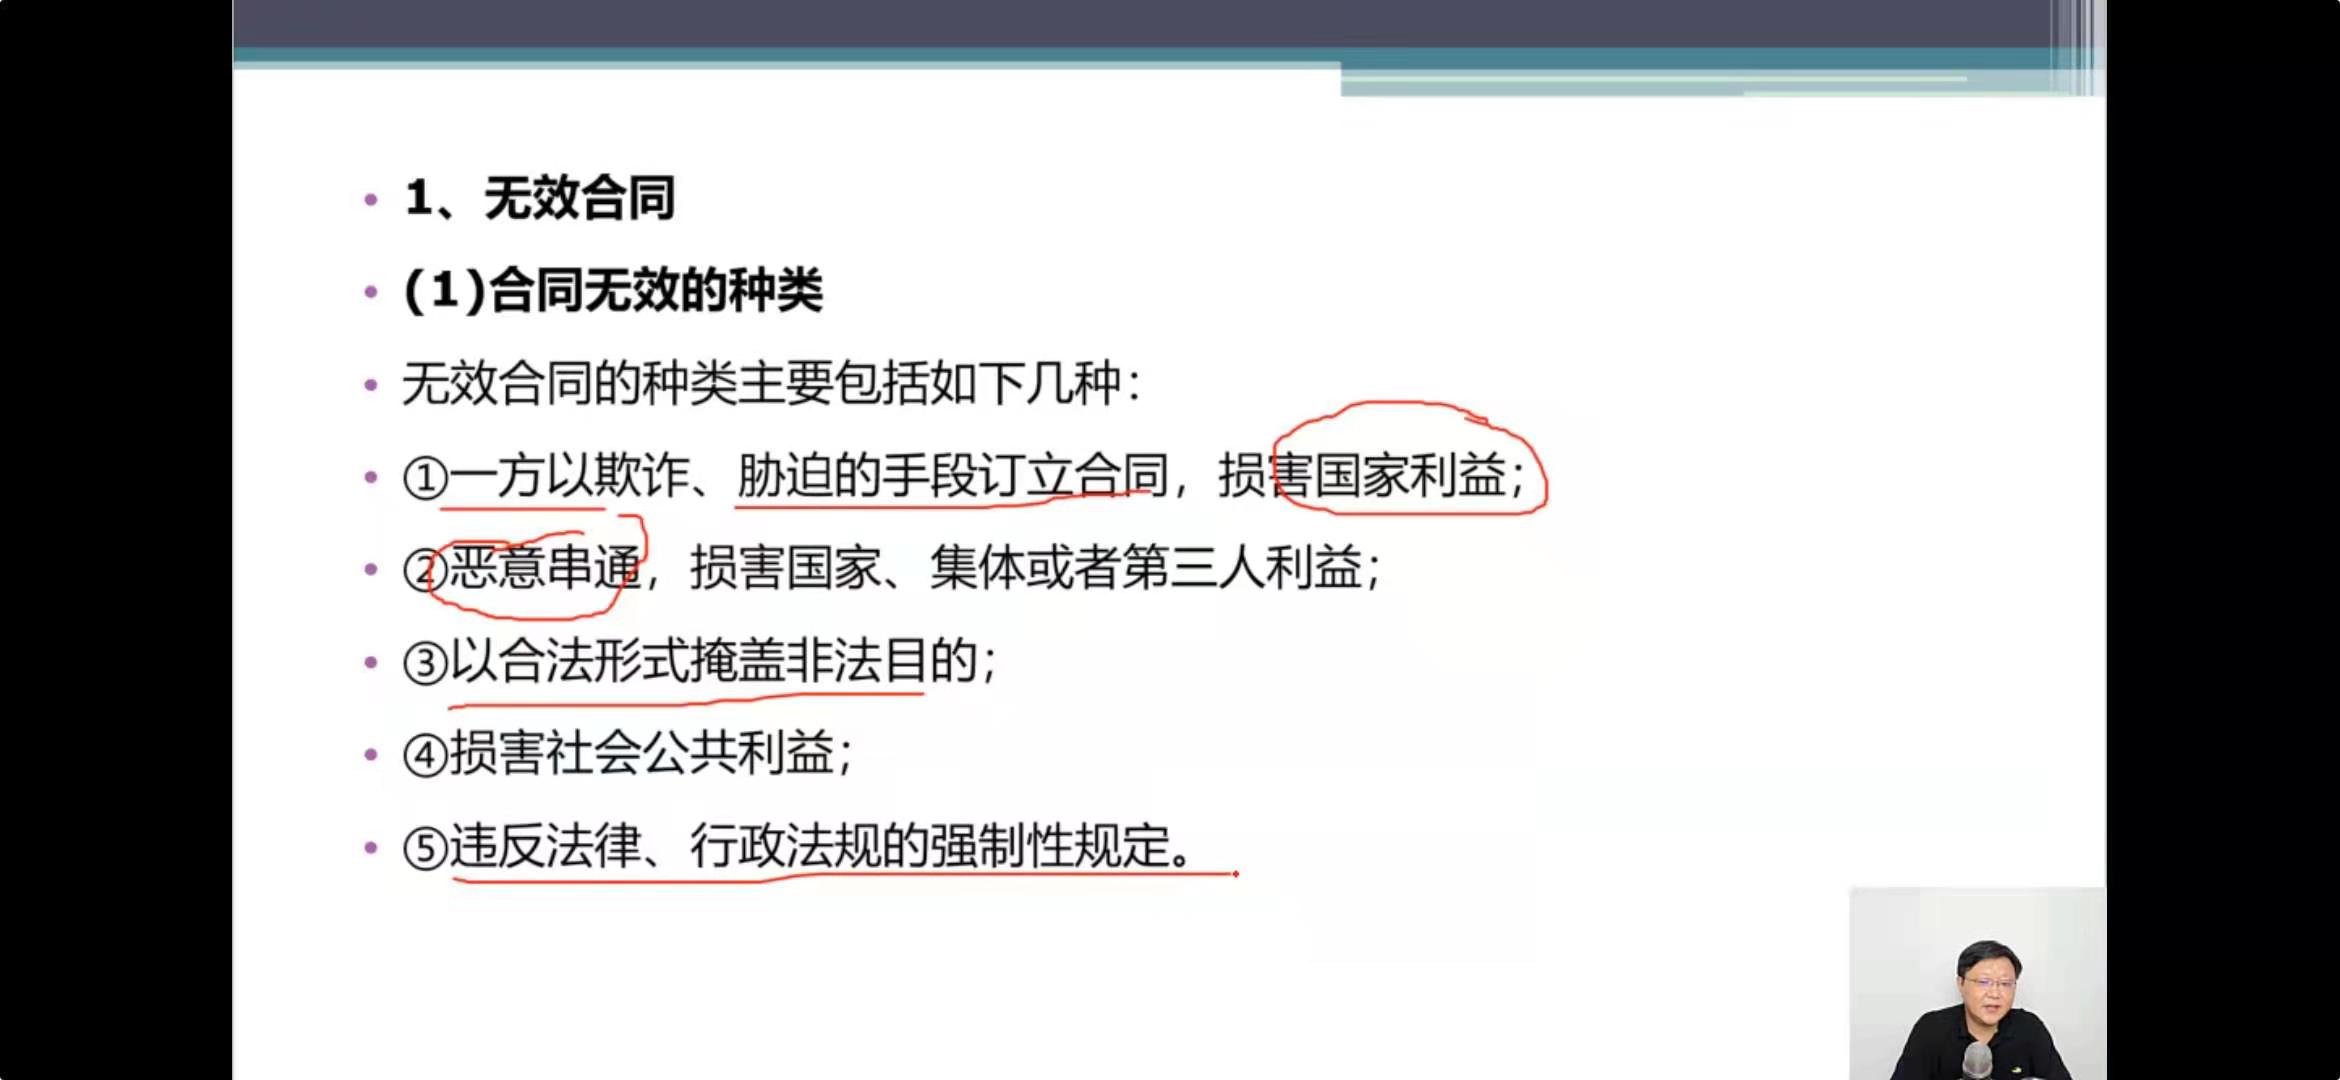 1、无效合同
(1)合同无效的种类
无效合同的种类主要包括如下几种：
①一方以欺诈、胁迫的手段订立合同，损害国家利益；
②恶意串通，损害国家、集体或者第三人利益；
③以合法形式掩盖非法目的；
④损害社会公共利益；
⑤违反法律、行政法规的强制性规定。